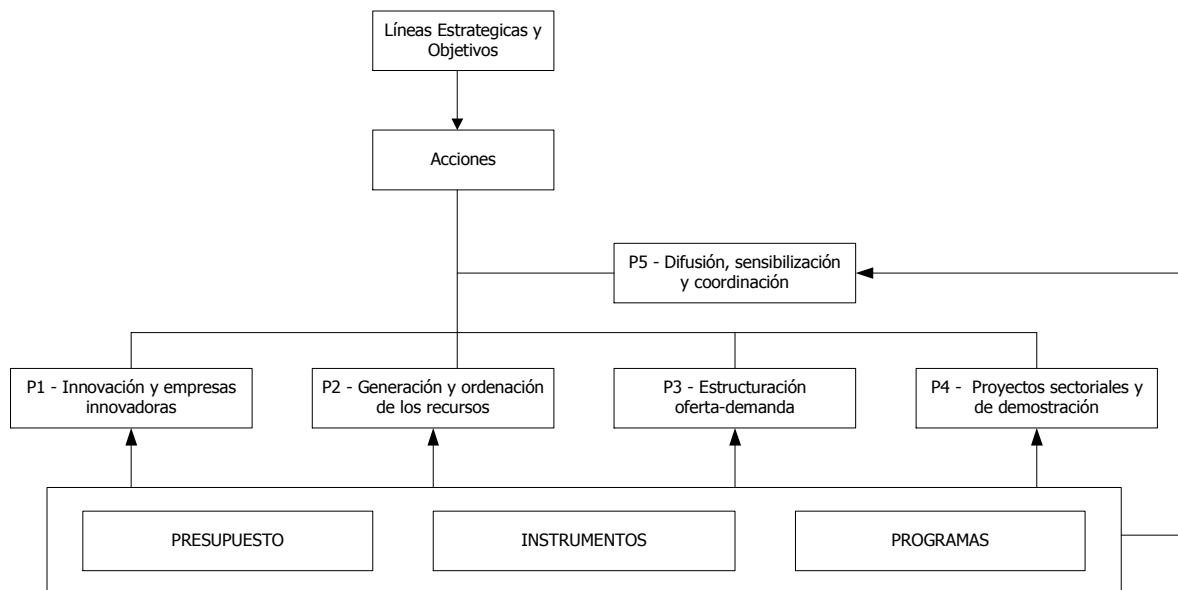 Líneas Estrategicas y
Objetivos
Acciones
P5 - Difusión, sensibilización
y coordinación
P1 - Innovación y empresas
innovadoras
P2 - Generación y ordenación
de los recursos
P3 - Estructuración
oferta-demanda
P4 - Proyectos sectoriales y
de demostración
PRESUPUESTO
INSTRUMENTOS
PROGRAMAS